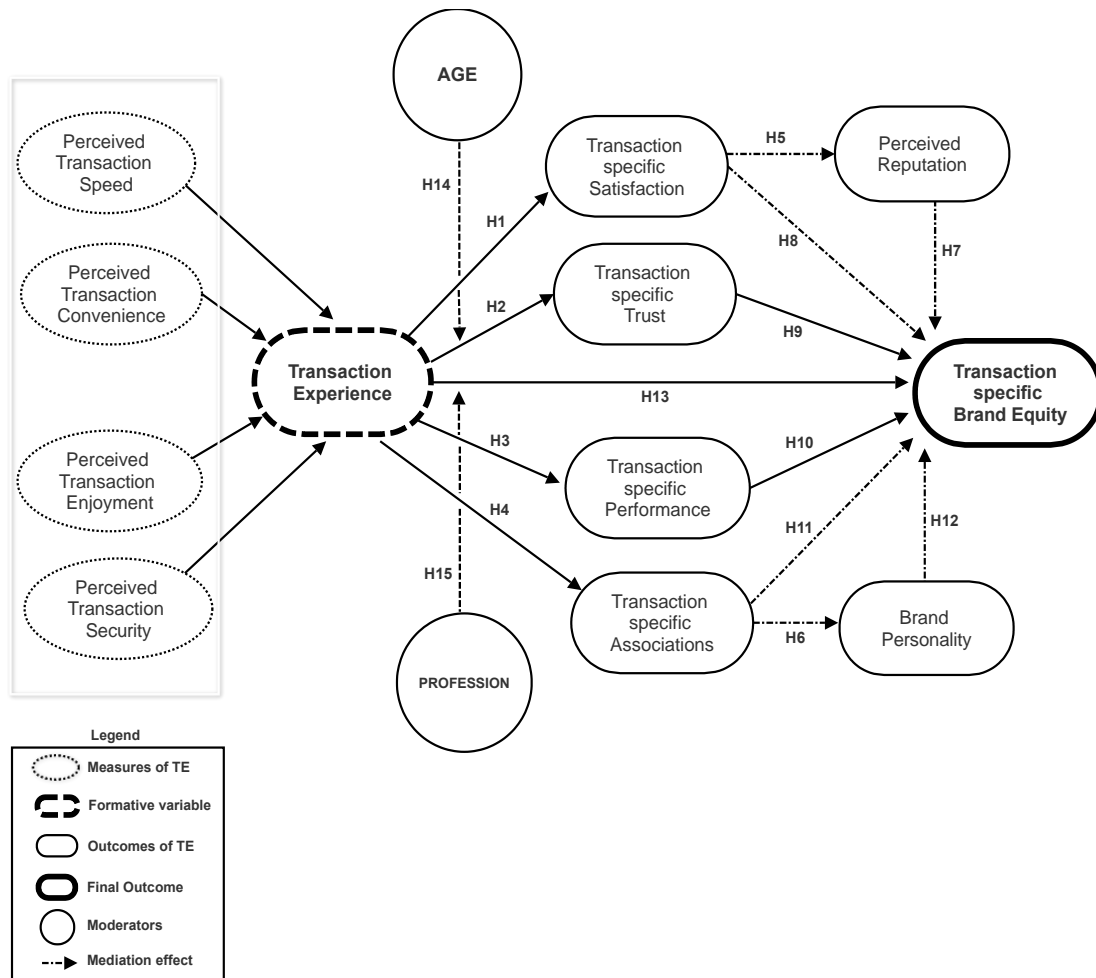 AGE
Perceived
Transaction
Speed
Transaction
specific
Satisfaction
H5
Perceived
Reputation
H14
H1
H8
H7
Perceived
Transaction
Convenience
H2
Transaction
specific
Trust
H9
Transaction
Experience
H13
Transaction
specific
Brand Equity
Perceived
Transaction
Enjoyment
H3
Transaction
specific
Performance
H10
H4
H11
H12
Perceived
Transaction
Security
H15
Transaction
specific
Associations
H6
Brand
Personality
PROFESSION
Legend
Measures of TE
Formative variable
Outcomes of TE
Final Outcome
Moderators
Mediation effect